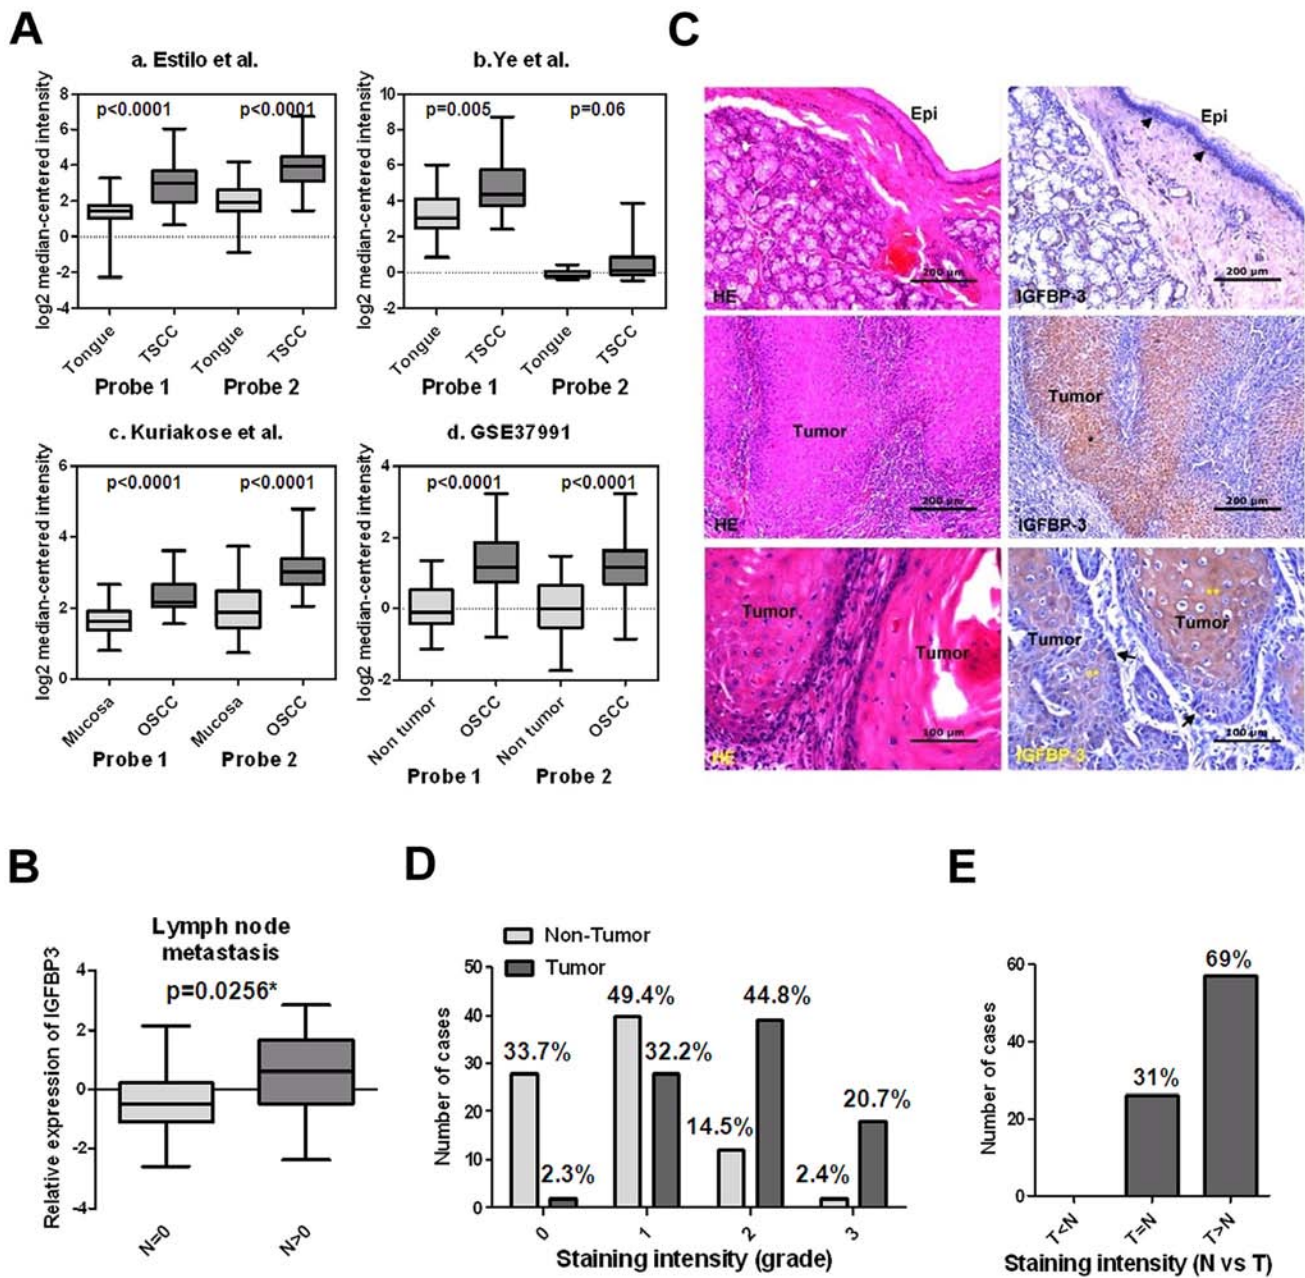 A
a. Estilo et al.
log2 median-centered intensity
8
6
4
2
0
-2
-4
p<0.0001
p<0.0001
Tongue
TSCC
Tongue
TSCC
Probe 1
Probe 2
b.Ye et al.
log2 median-centered intensity
10
8
6
4
2
0
-2
p=0.005
p=0.06
Tongue
TSCC
Tongue
TSCC
Probe 1
Probe 2
c. Kuriakose et al.
log2 median-centered intensity
6
4
2
0
p<0.0001
p<0.0001
Mucosa
OSCC
Mucosa
OSCC
Probe 1
Probe 2
d. GSE37991
log2 median-centered intensity
4
2
0
-2
p<0.0001
p<0.0001
Non tumor
OSCC
Non tumor
OSCC
Probe 1
Probe 2
C
Epi
200 µm
HE
Epi
200 µm
IGFBP-3
Tumor
200 µm
HE
Tumor
*
200 µm
IGFBP-3
Tumor
Tumor
100 µm
HE
**
Tumor
Tumor
**
100 µm
IGFBP-3
B
Lymph node
metastasis
p=0.0256*
Relative expression of IGFBP3
4
2
0
-2
-4
N=0
N>0
D
Non-Tumor
Tumor
Number of cases
50
40
30
20
10
0
33.7%
2.3%
49.4%
32.2%
14.5%
44.8%
2.4%
20.7%
0
1
2
3
Staining intensity (grade)
E
Number of cases
60
40
20
0
31%
69%
T<N
T=N
T>N
Staining intensity (N vs T)